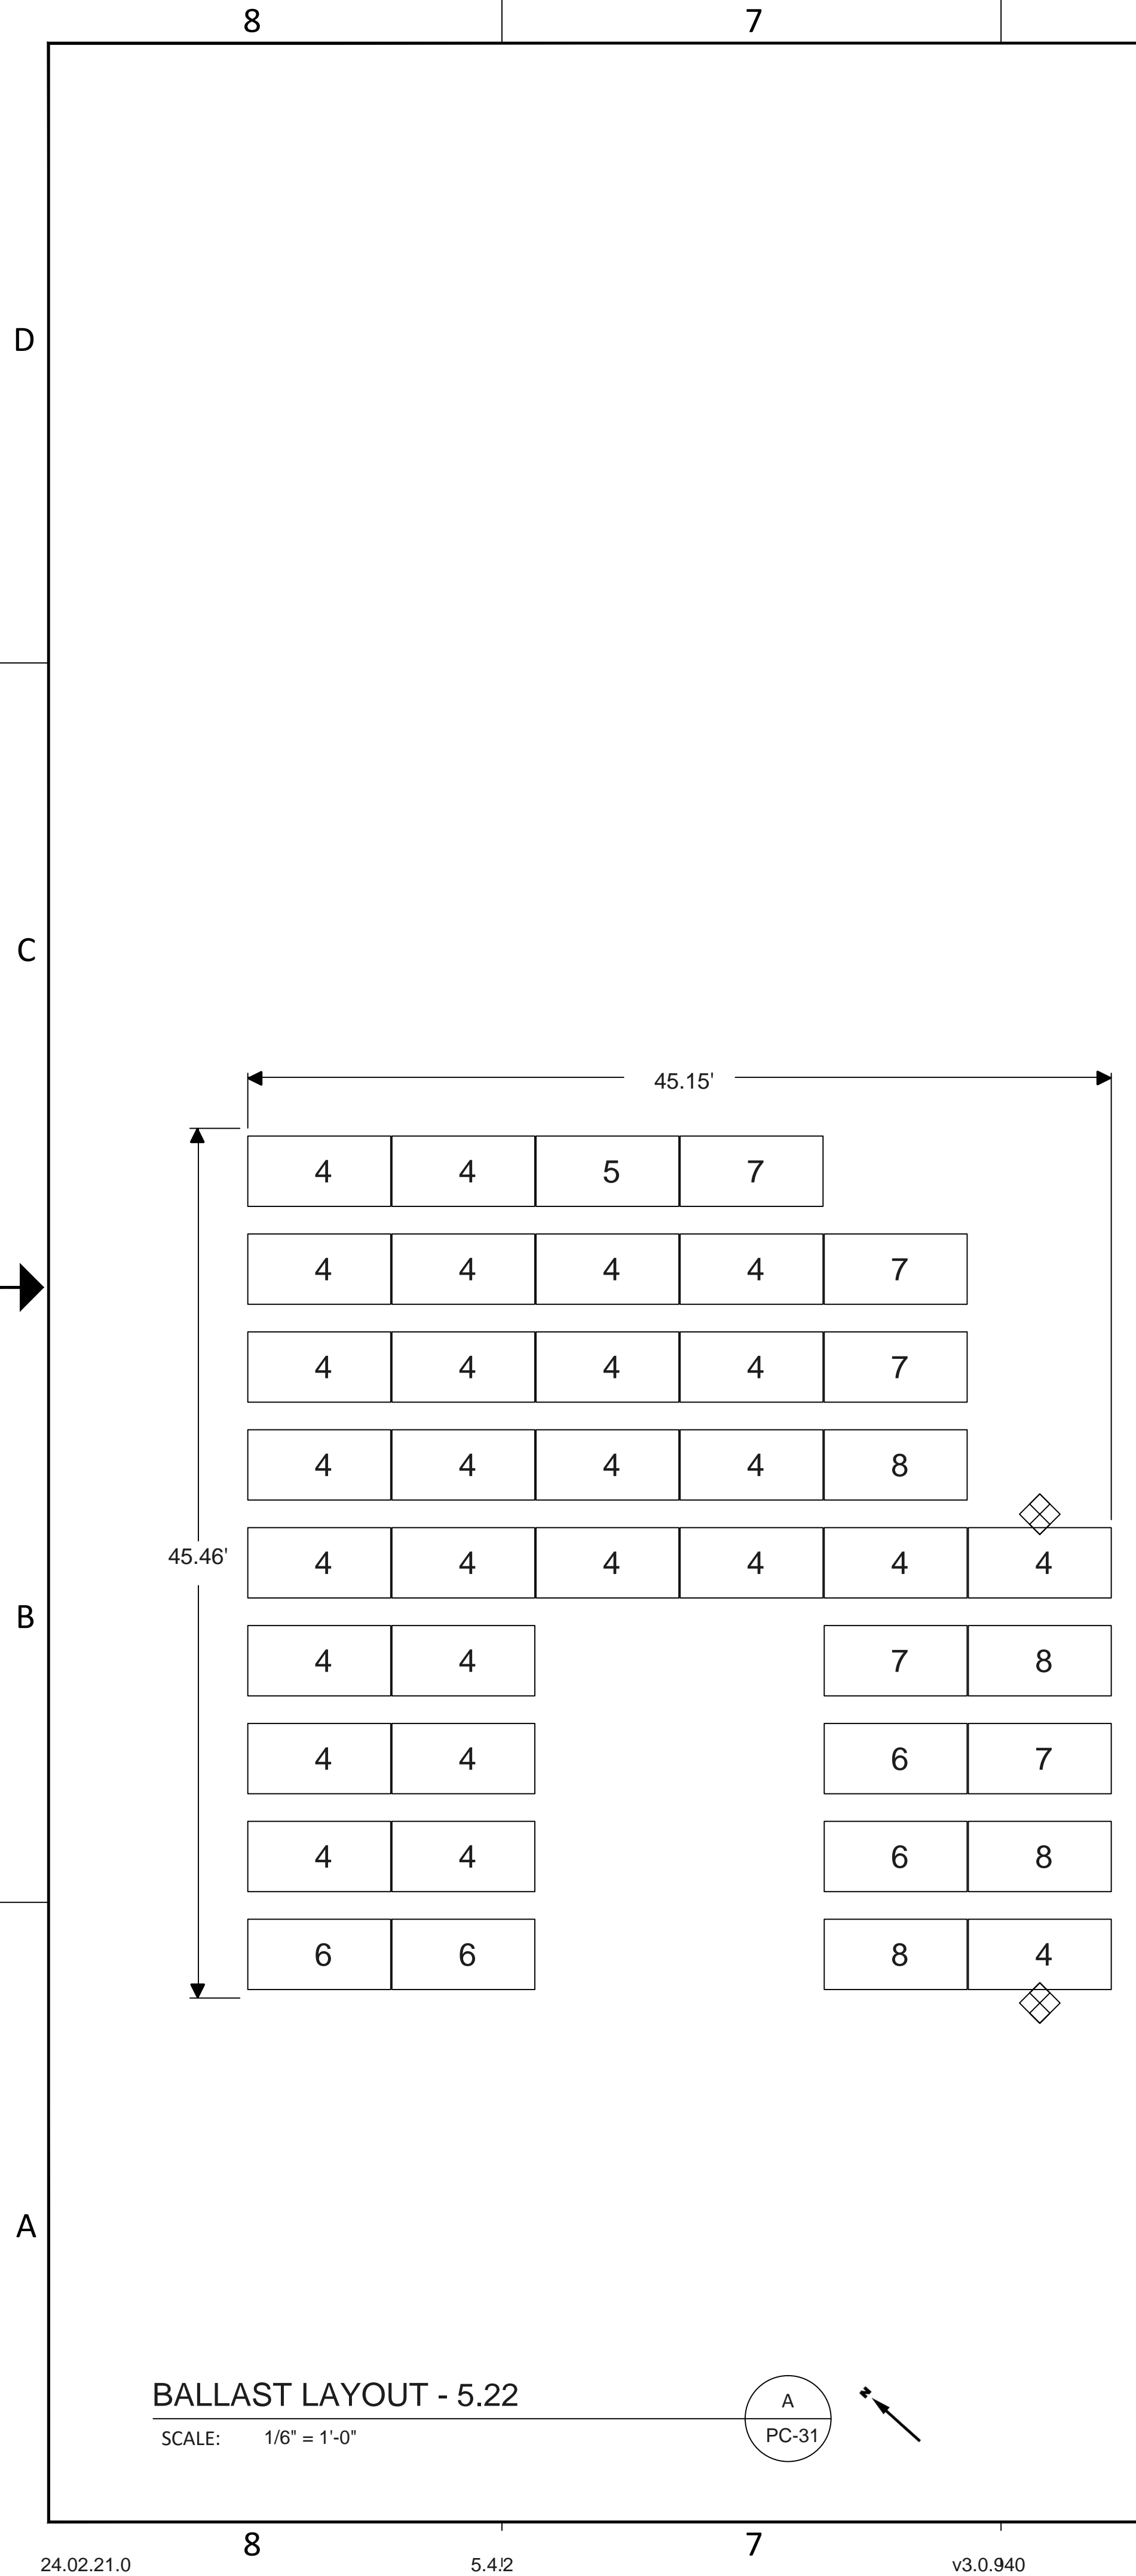 8 7
D
C
45.15'
4 4 5 7
4 4 4 4 7
4 4 4 4 7
4 4 4 4 8
45.46'
4 4 4 4 4 4
B
4 4 7 8
4 4 6 7
4 4 6 8
6 6 8 4
A
BALLAST LAYOUT - 5.22
A
N
SCALE: 1/6" = 1'-0"
PC-31
8 7
24.02.21.0 5.4.2 v3.0.940